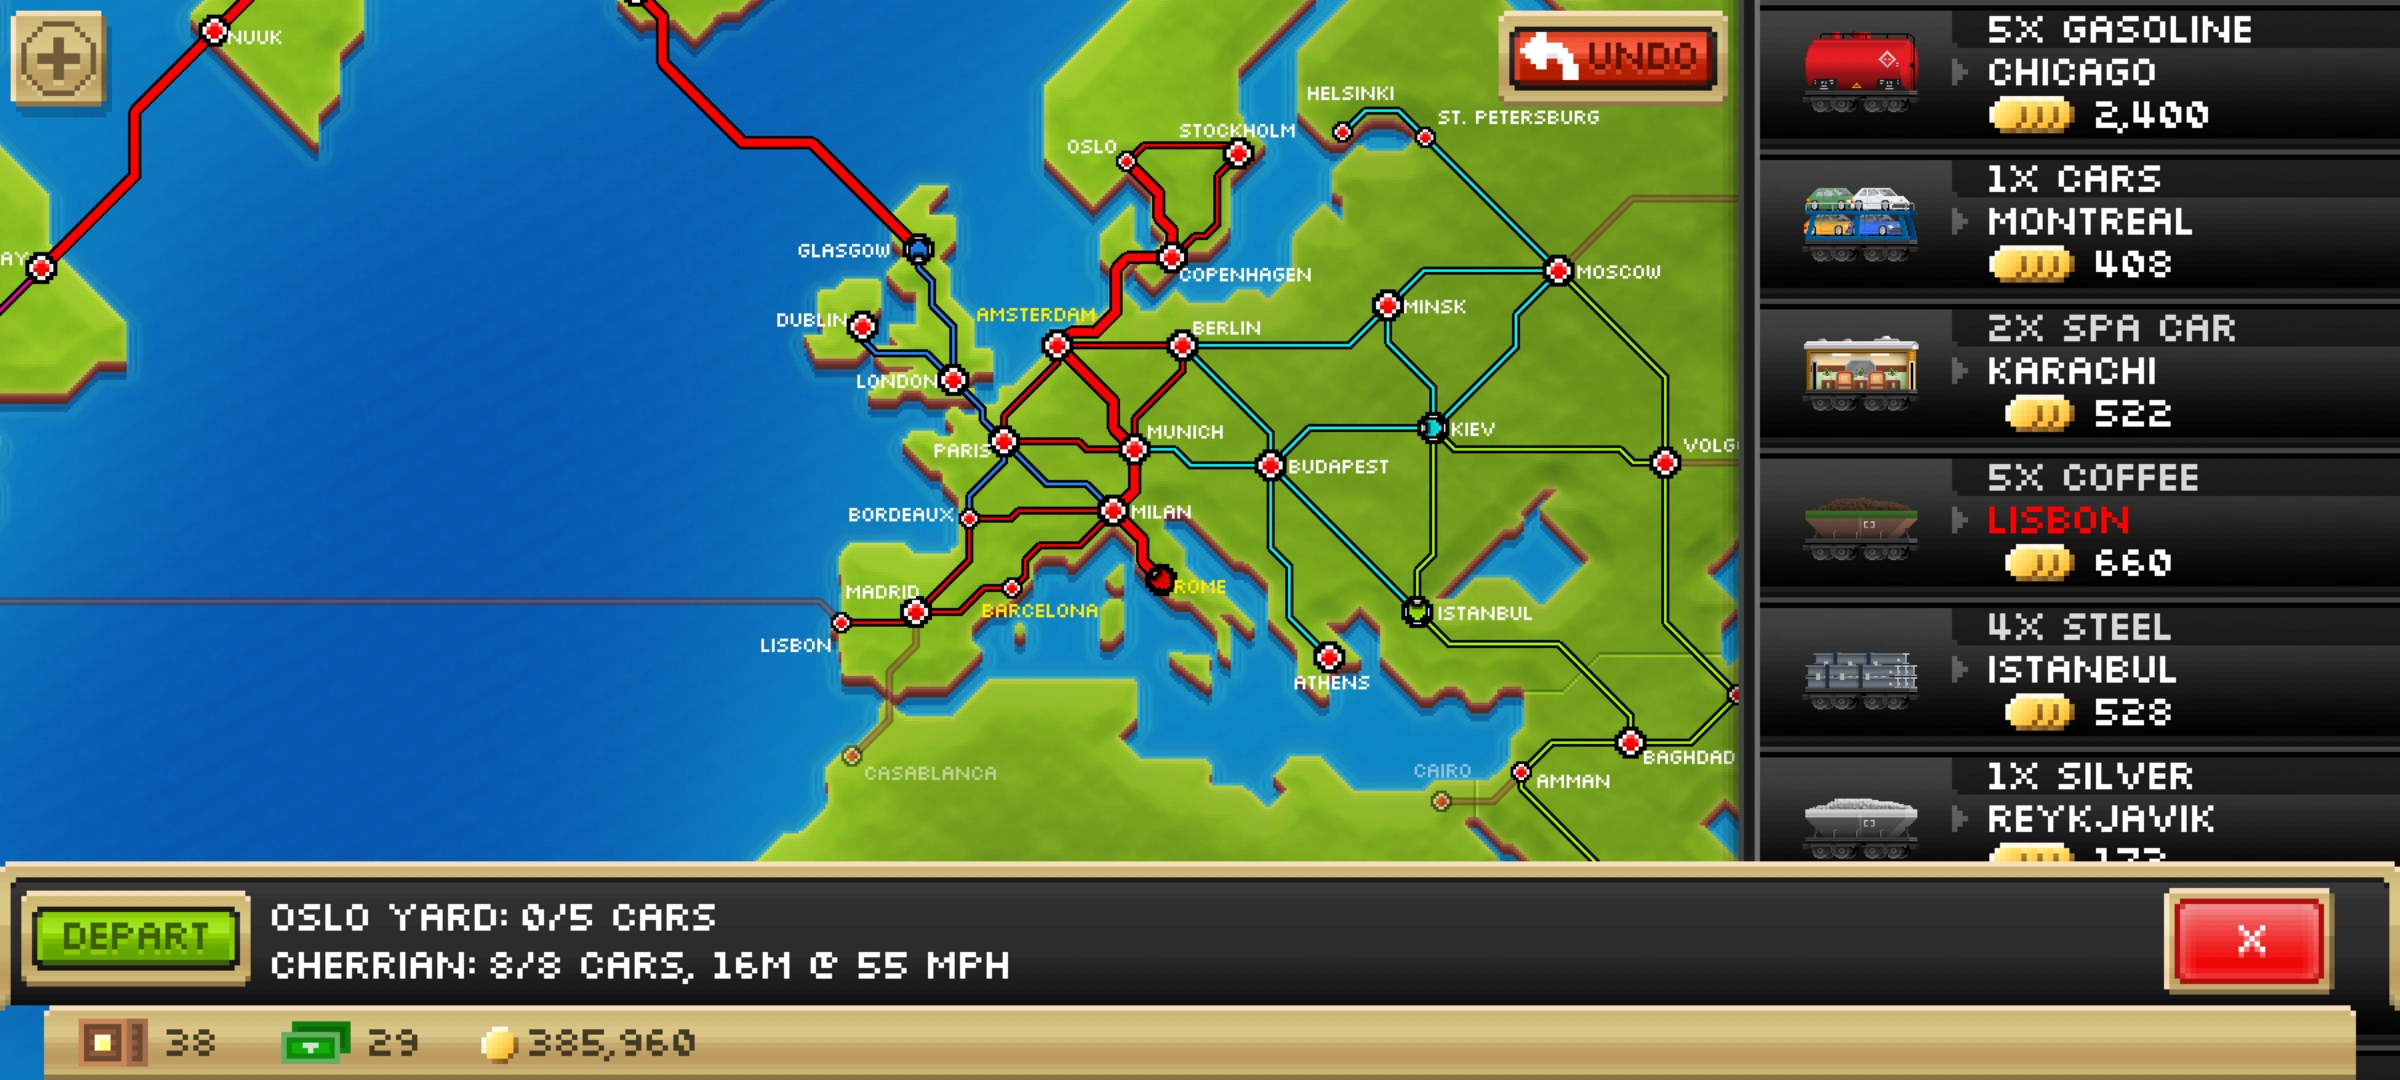 NUUK
UNDO
HELSINKI
ST. PETERSBURG
STOCKHOLM
OSLO
GLASGOW
AY
COPENHAGEN
MOSCOW
DUBLIN
AMSTERDAM
MINSK
BERLIN
LONDON
MUNICH
KIEV
PARIS
VOLG
BUDAPEST
BORDEAUX
MILAN
MADRID
ROME
BARCELONA
ISTANBUL
LISBON
ATHENS
CASABLANCA
CAIRO
AMMAN
BAGHDAD
5X GASOLINE
CHICAGO
2,400
1X CARS
MONTREAL
408
2X SPA CAR
KARACHI
522
5X COFFEE
LISBON
660
4X STEEL
ISTANBUL
528
1X SILVER
REYKJAVIK
DEPART
OSLO YARD: 0/5 CARS
CHERRIAN: 8/8 CARS, 16M @ 55 MPH
X
38
29
385,960